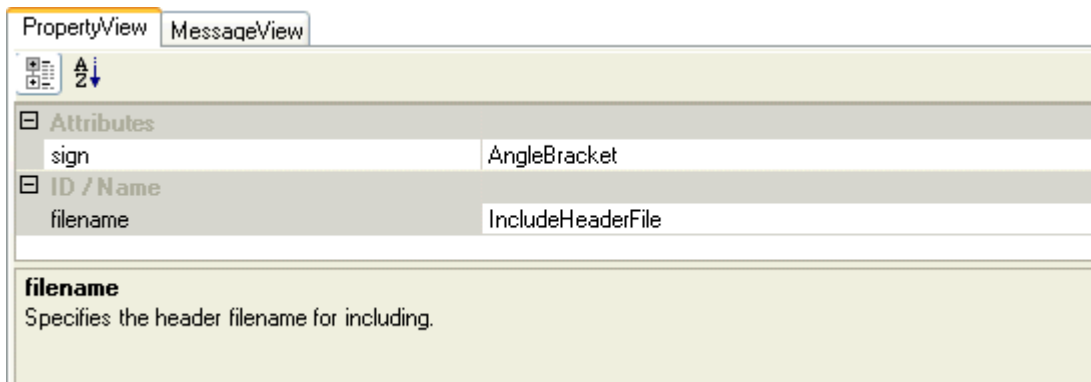 PropertyView MessageView
Attributes
sign AngleBracket
ID / Name
filename IncludeHeaderFile
filename
Specifies the header filename for including.